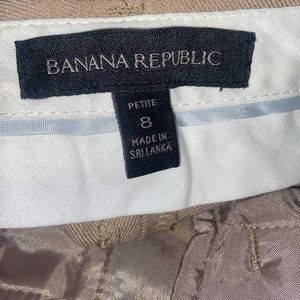 BANANA REPUBLIC
PETITE
8
MADE IN
SRI LANKA